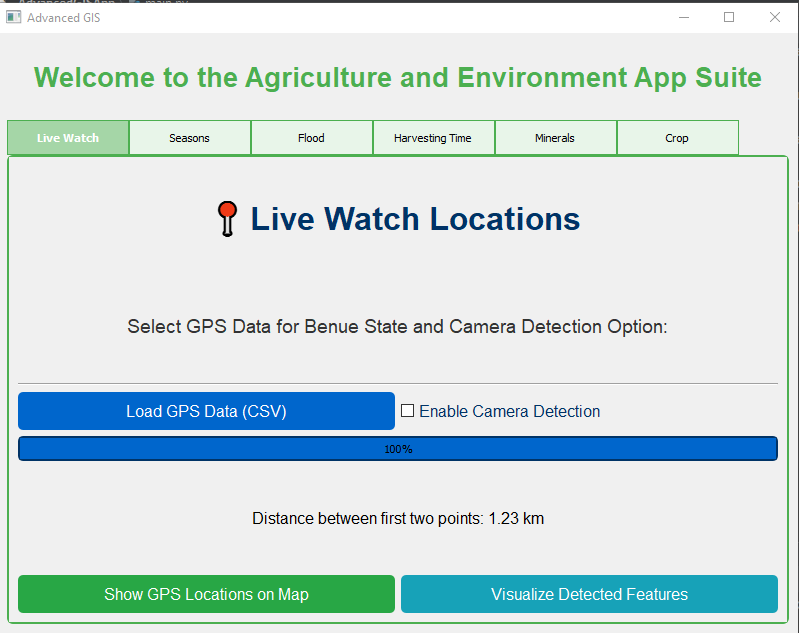 Advanced GIS
Welcome to the Agriculture and Environment App Suite
Live Watch Seasons Flood Harvesting Time Minerals Crop
Live Watch Locations
Select GPS Data for Benue State and Camera Detection Option:
Load GPS Data (CSV) Enable Camera Detection
100%
Distance between first two points: 1.23 km
Show GPS Locations on Map Visualize Detected Features